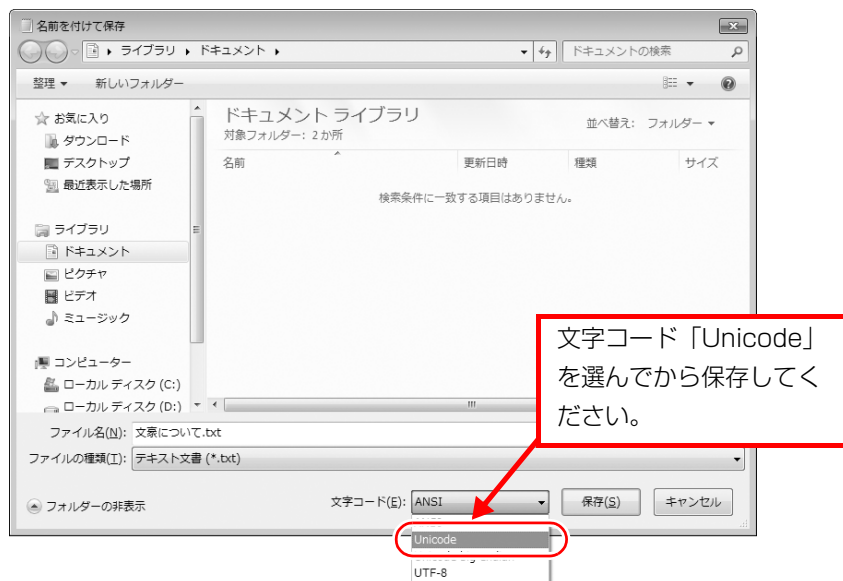 名前を付けて保存
ライブラリ ドキュメント
ドキュメントの検索
整理 新しいフォルダー
お気に入り
ダウンロード
デスクトップ
最近表示した場所
ライブラリ
ドキュメント
ピクチャ
ビデオ
ミュージック
コンピューター
ローカル ディスク (C:)
ローカル ディスク (D:)
ドキュメント ライブラリ
対象フォルダー: 2 か所
並べ替え: フォルダー
名前 更新日時 種類 サイズ
検索条件に一致する項目はありません。
文字コード「Unicode」
を選んでから保存してく
ださい。
ファイル名(N): 文豪について.txt
ファイルの種類(T): テキスト文書 (*.txt)
フォルダーの非表示
文字コード(E): ANSI
保存(S) キャンセル
Unicode
UTF-8